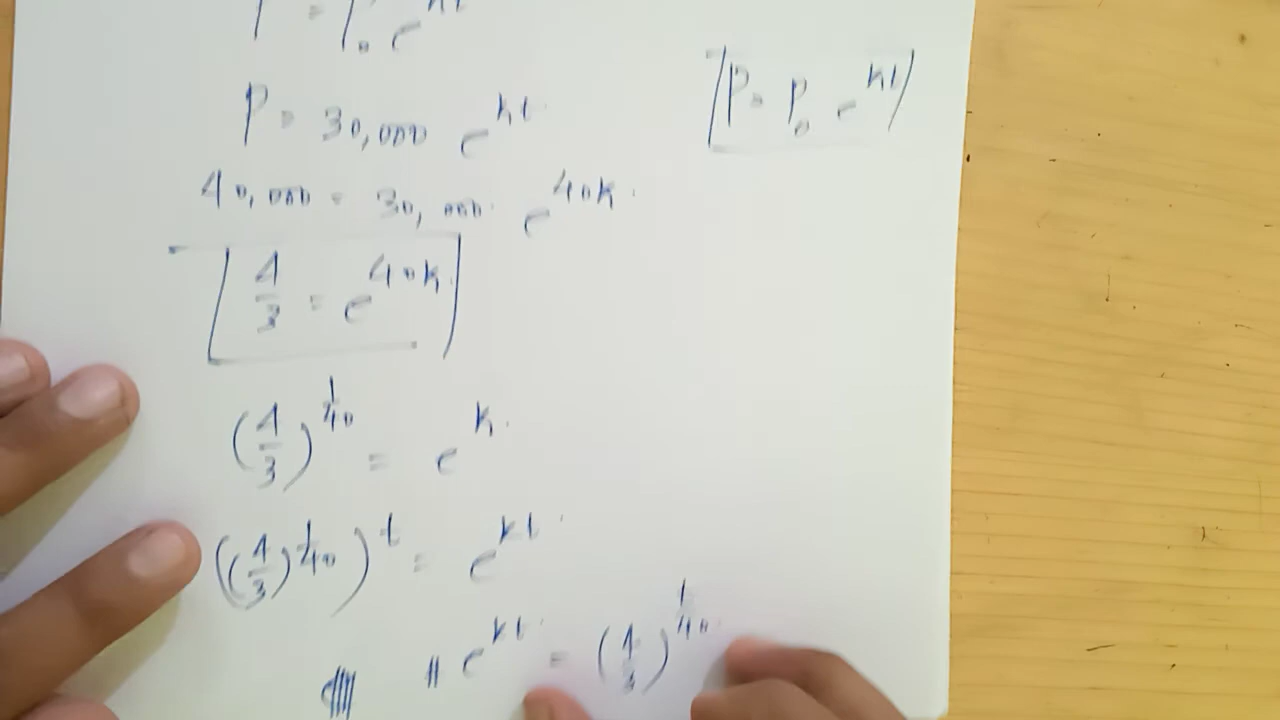 P = P₀ e^{kt}
P = 30,000 e^{kt}
[P = P₀ e^{kt}]
40,000 = 30,000 e^{40k}
4/3 = e^{40k}
(4/3)^{1/40} = e^{k}
((4/3)^{1/40})^{t} = e^{kt}
e^{kt} = (4/3)^{1/40}